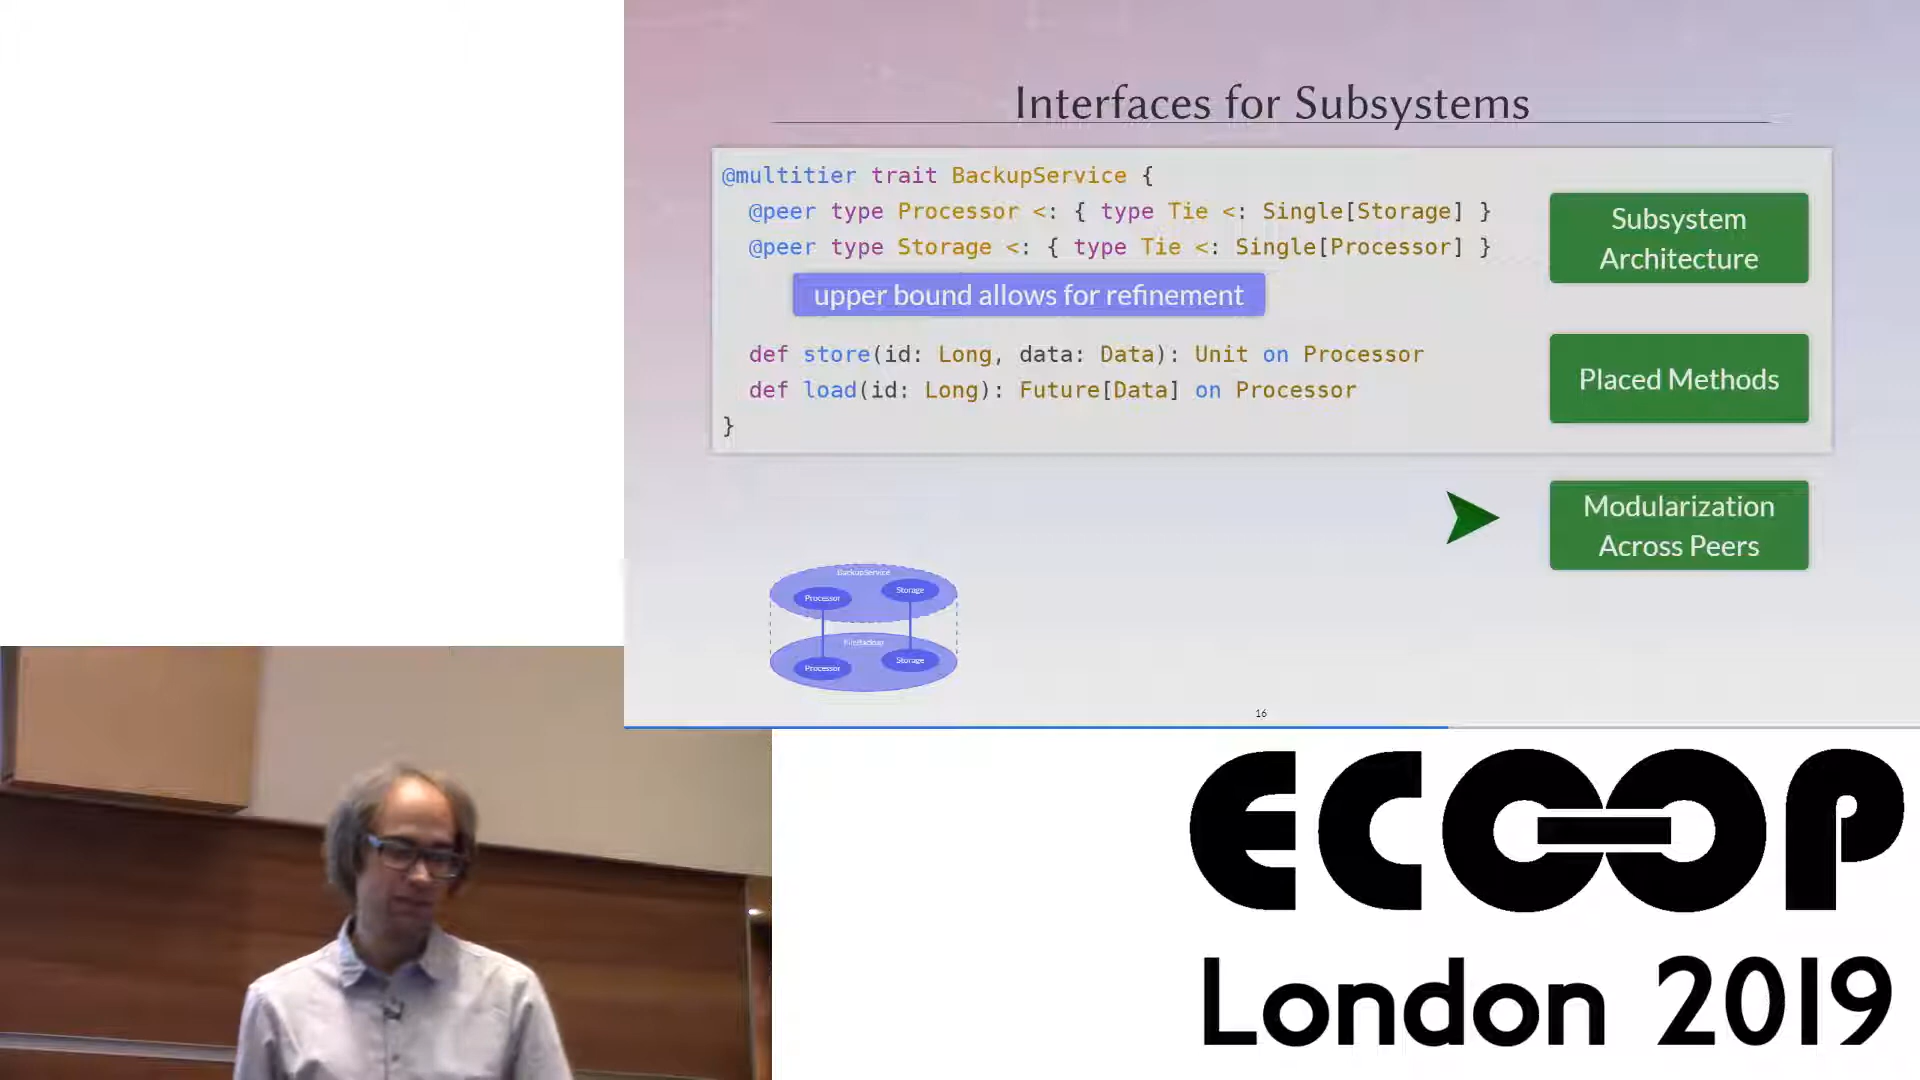 Interfaces for Subsystems
@multitier trait BackupService {
@peer type Processor <: { type Tie <: Single[Storage] }
@peer type Storage <: { type Tie <: Single[Processor] }
Subsystem
Architecture
upper bound allows for refinement
def store(id: Long, data: Data): Unit on Processor
def load(id: Long): Future[Data] on Processor
}
Placed Methods
Modularization
Across Peers
BackupService
Processor
Storage
FileBackup
Processor
Storage
16
ECOOP
London 2019